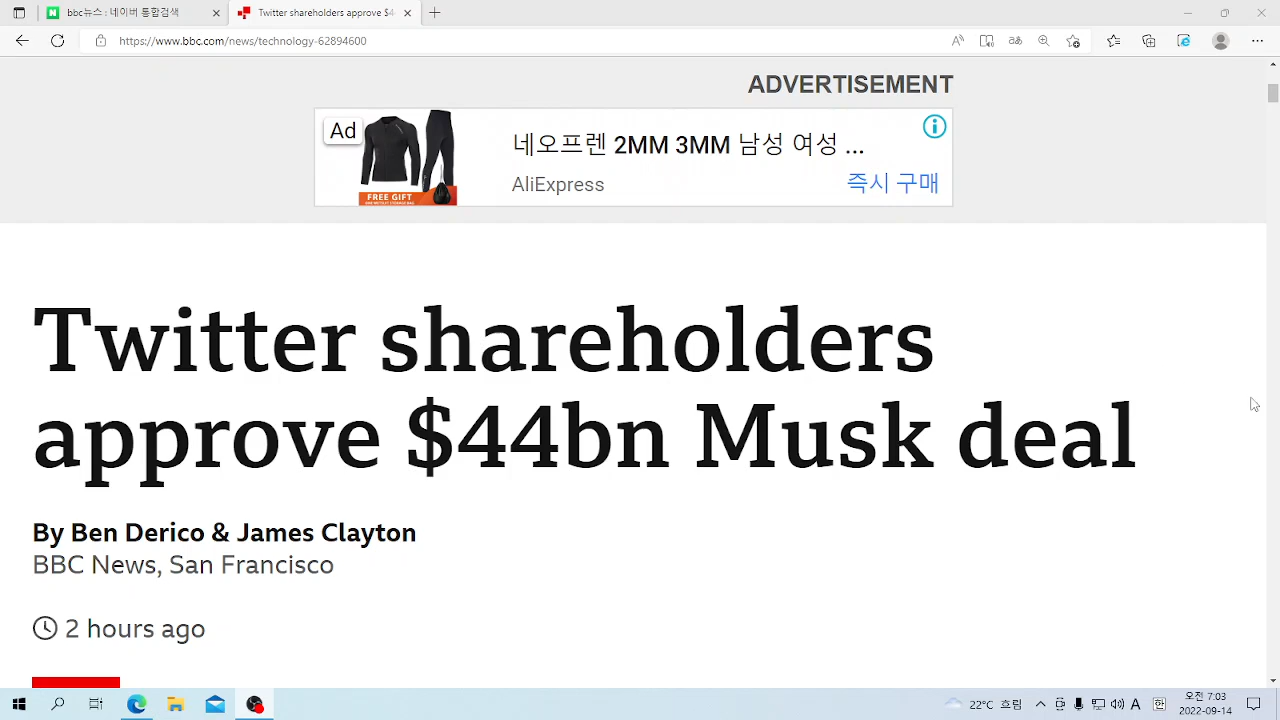 bbc뉴스 : 네이버 통합검색
Twitter shareholders approve $4
https://www.bbc.com/news/technology-62894600
ADVERTISEMENT
Ad
네오프렌 2MM 3MM 남성 여성 ...
AliExpress
즉시 구매
FREE GIFT
Twitter shareholders
approve $44bn Musk deal
By Ben Derico & James Clayton
BBC News, San Francisco
2 hours ago
22°C 흐림
A
오전 7:03
2022-09-14